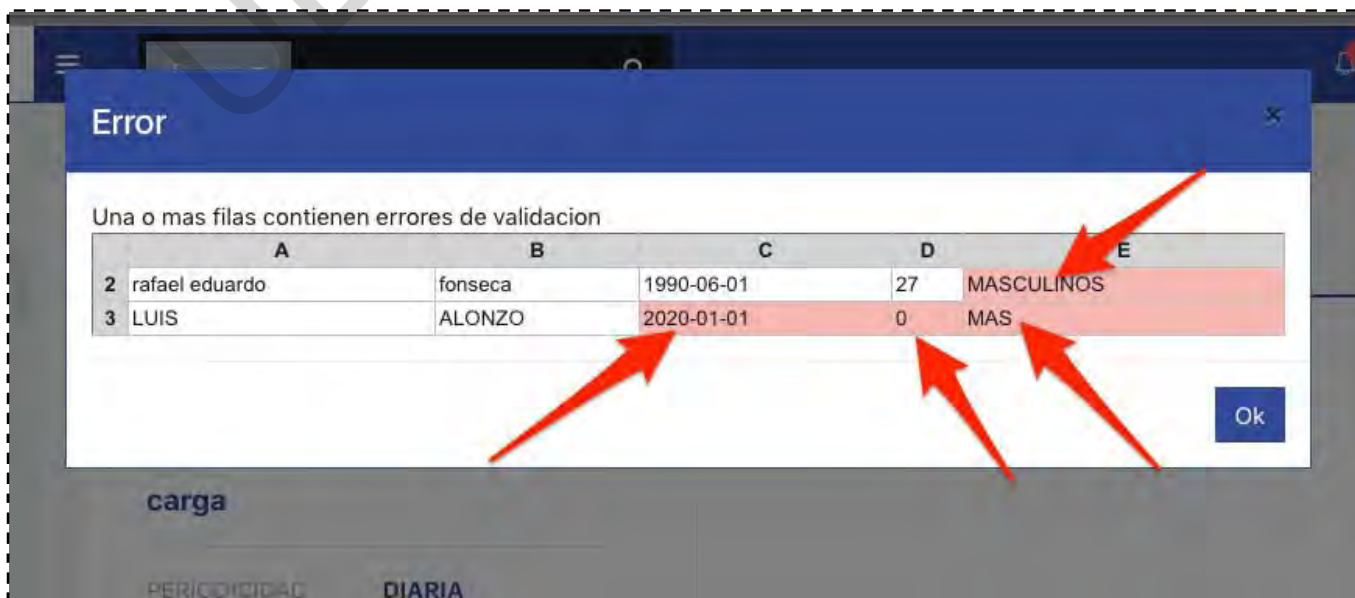 Error
×
Una o mas filas contienen errores de validacion
A B C D E
2 rafael eduardo fonseca 1990-06-01 27 MASCULINOS
3 LUIS ALONZO 2020-01-01 0 MAS
Ok
carga
PERIODICIDAD DIARIA